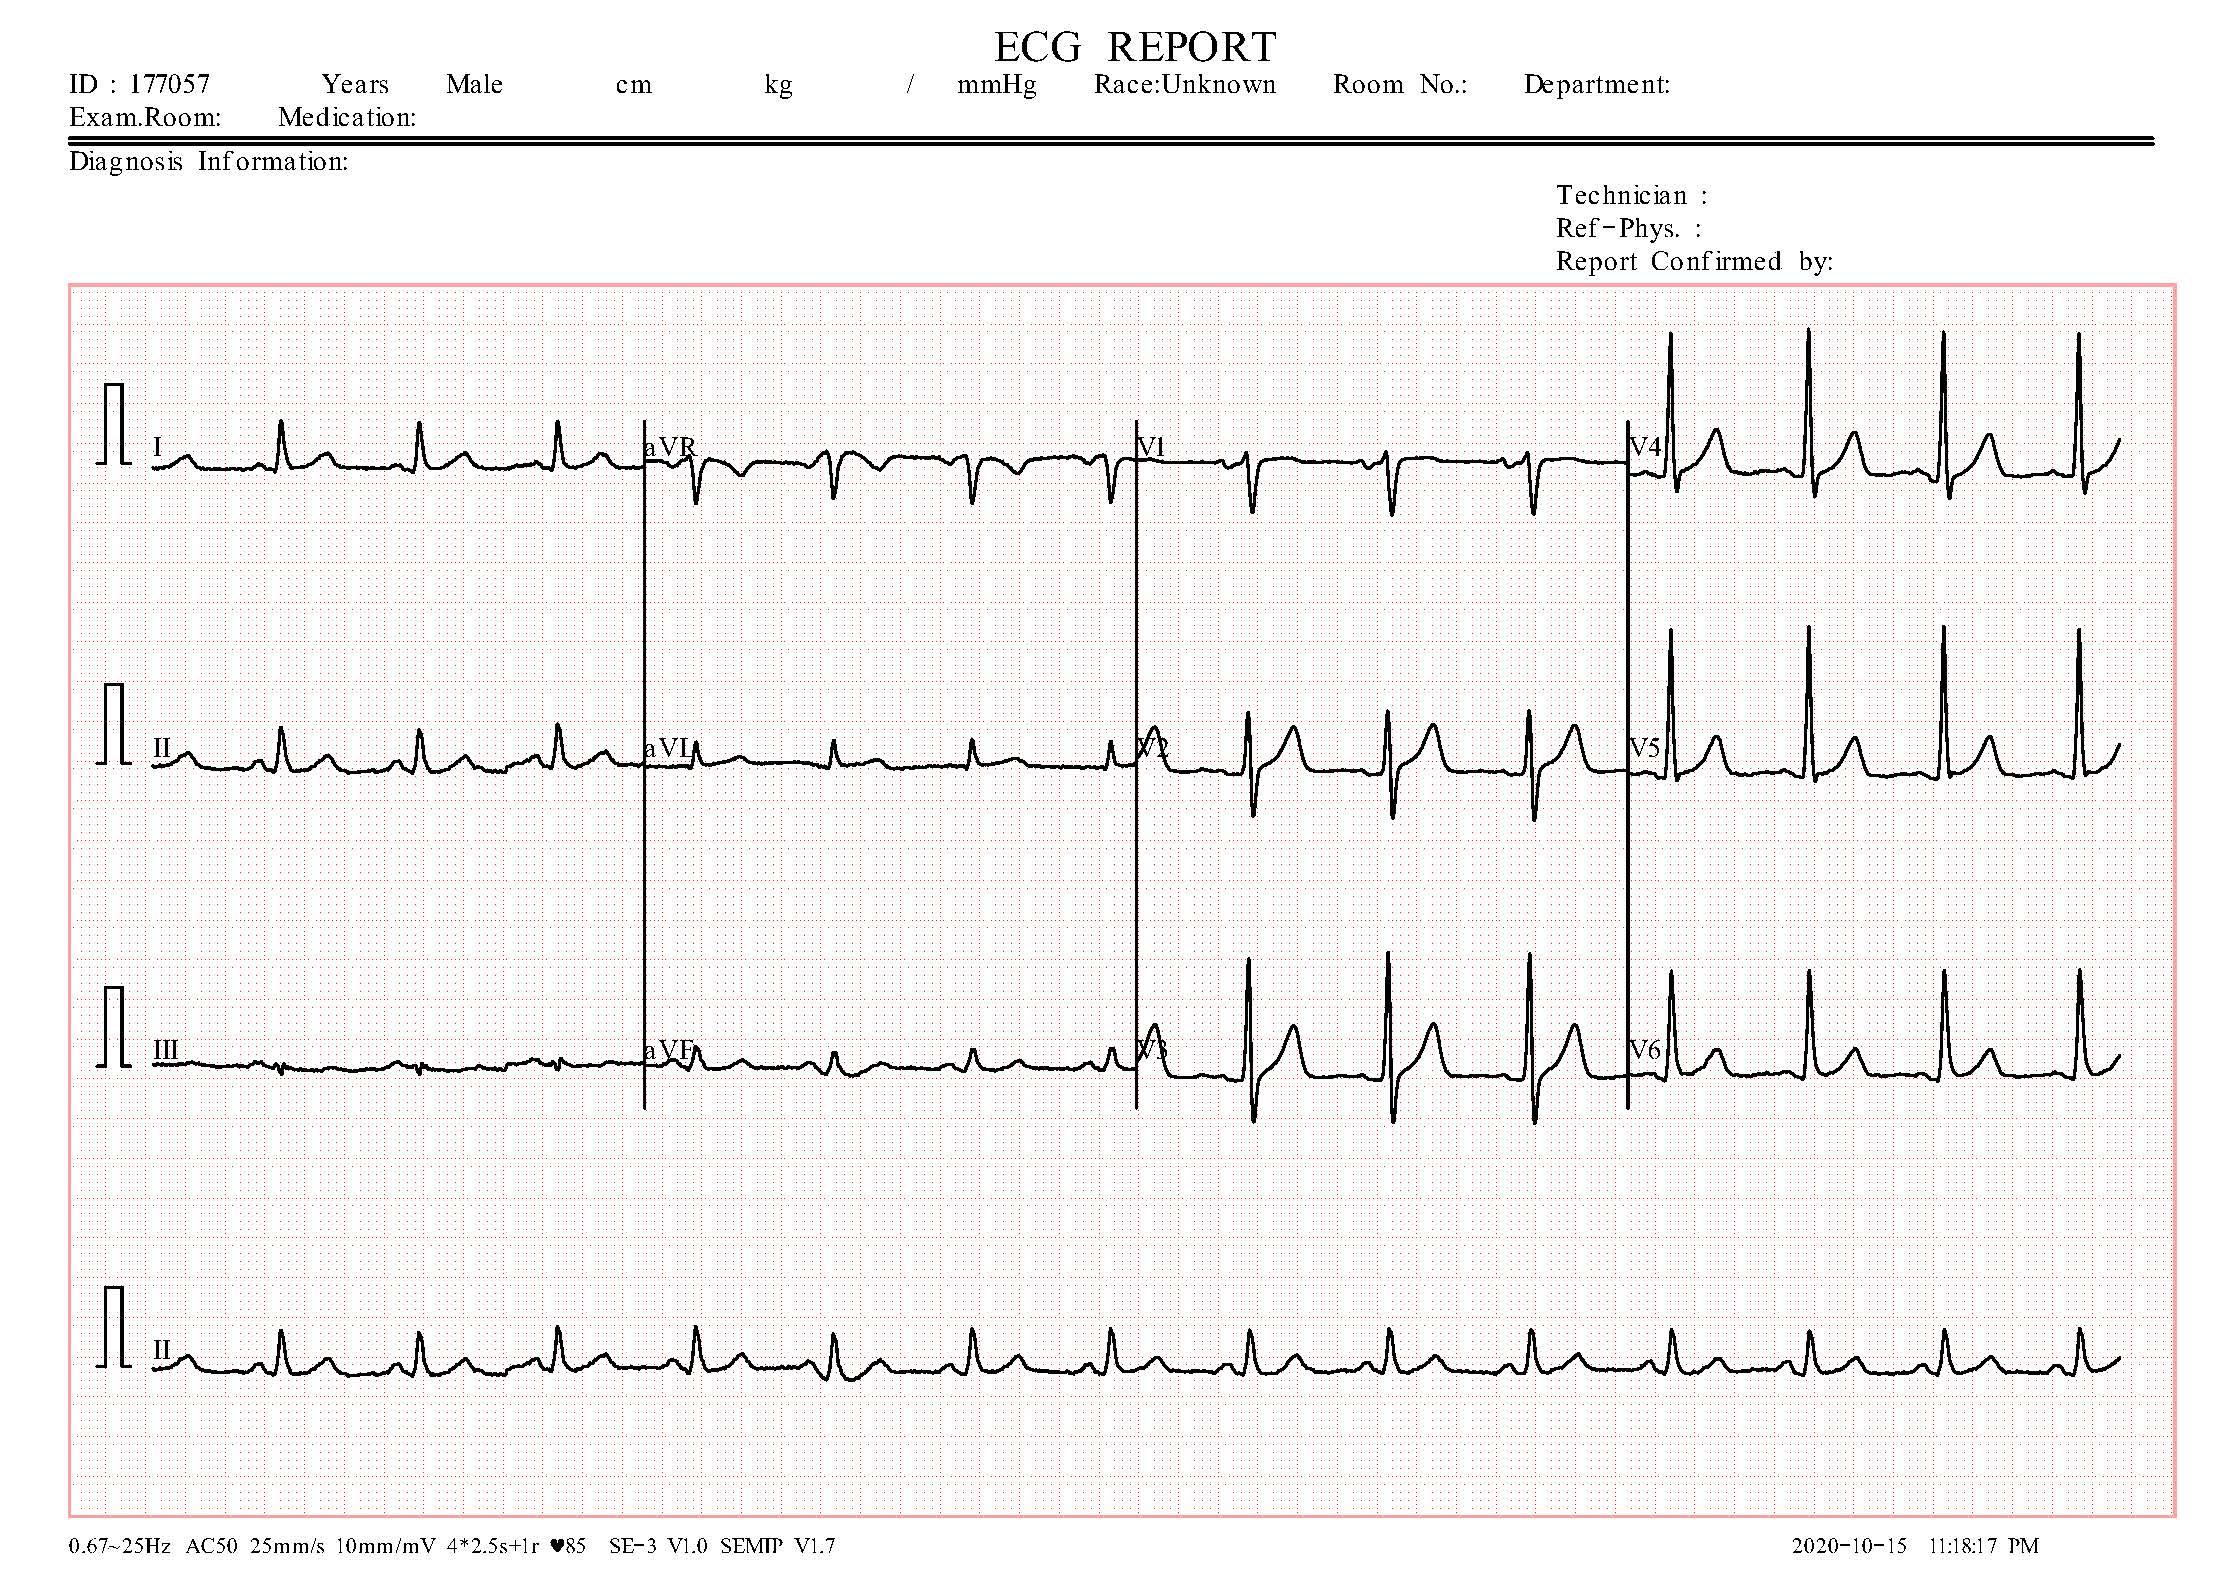 ECG REPORT
ID : 177057 Years Male cm kg / mmHg Race:Unknown Room No.: Department:
Exam.Room: Medication:
Diagnosis Information:
Technician :
Ref-Phys. :
Report Confirmed by:
I aVR V1 V4
II aVL V2 V5
III aVF V3 V6
II
0.67~25Hz AC50 25mm/s 10mm/mV 4*2.5s+1r ♥85 SE-3 V1.0 SEMIP V1.7 2020-10-15 11:18:17 PM